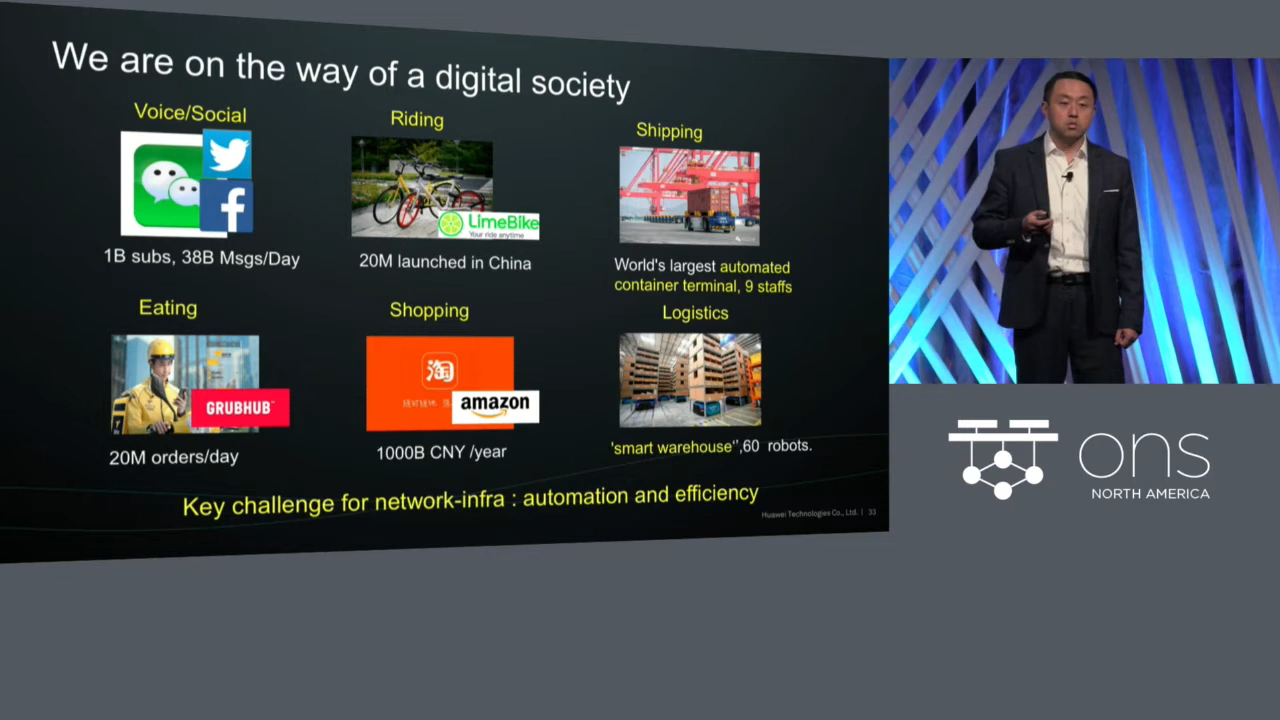 We are on the way of a digital society
Voice/Social
Riding
Shipping
LimeBike
Your ride anytime
1B subs, 38B Msgs/Day
20M launched in China
World's largest automated
container terminal, 9 staffs
Eating
Shopping
Logistics
GRUBHUB
淘
amazon
20M orders/day
1000B CNY /year
'smart warehouse'',60 robots.
Key challenge for network-infra : automation and efficiency
Huawei Technologies Co., Ltd. | 33
ons
NORTH AMERICA